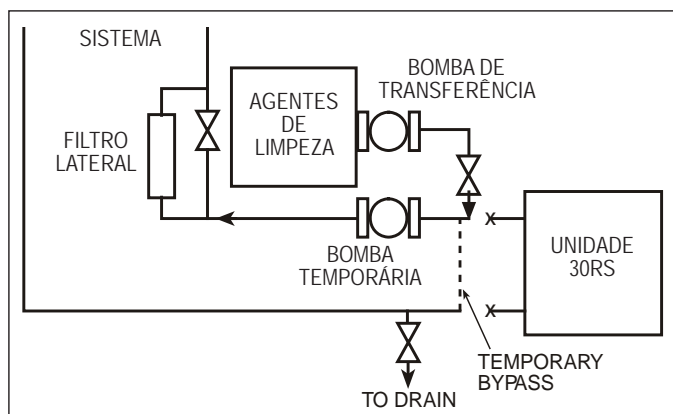 SISTEMA
BOMBA DE
TRANSFERÊNCIA
AGENTES
DE
LIMPEZA
FILTRO
LATERAL
BOMBA
TEMPORÁRIA
UNIDADE
30RS
X
X
TEMPORARY
BYPASS
TO DRAIN